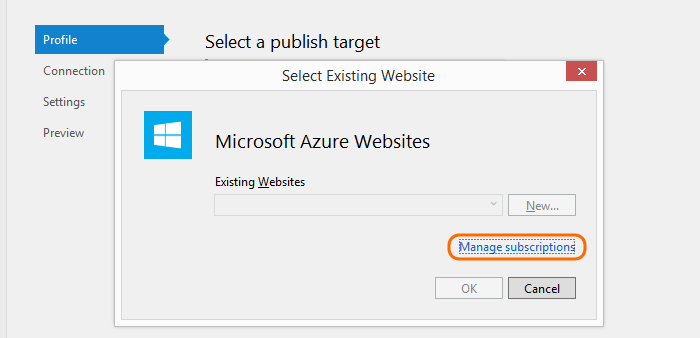 Profile
Select a publish target
Connection
Settings
Preview
Select Existing Website
Microsoft Azure Websites
Existing Websites
New...
Manage subscriptions
OK
Cancel